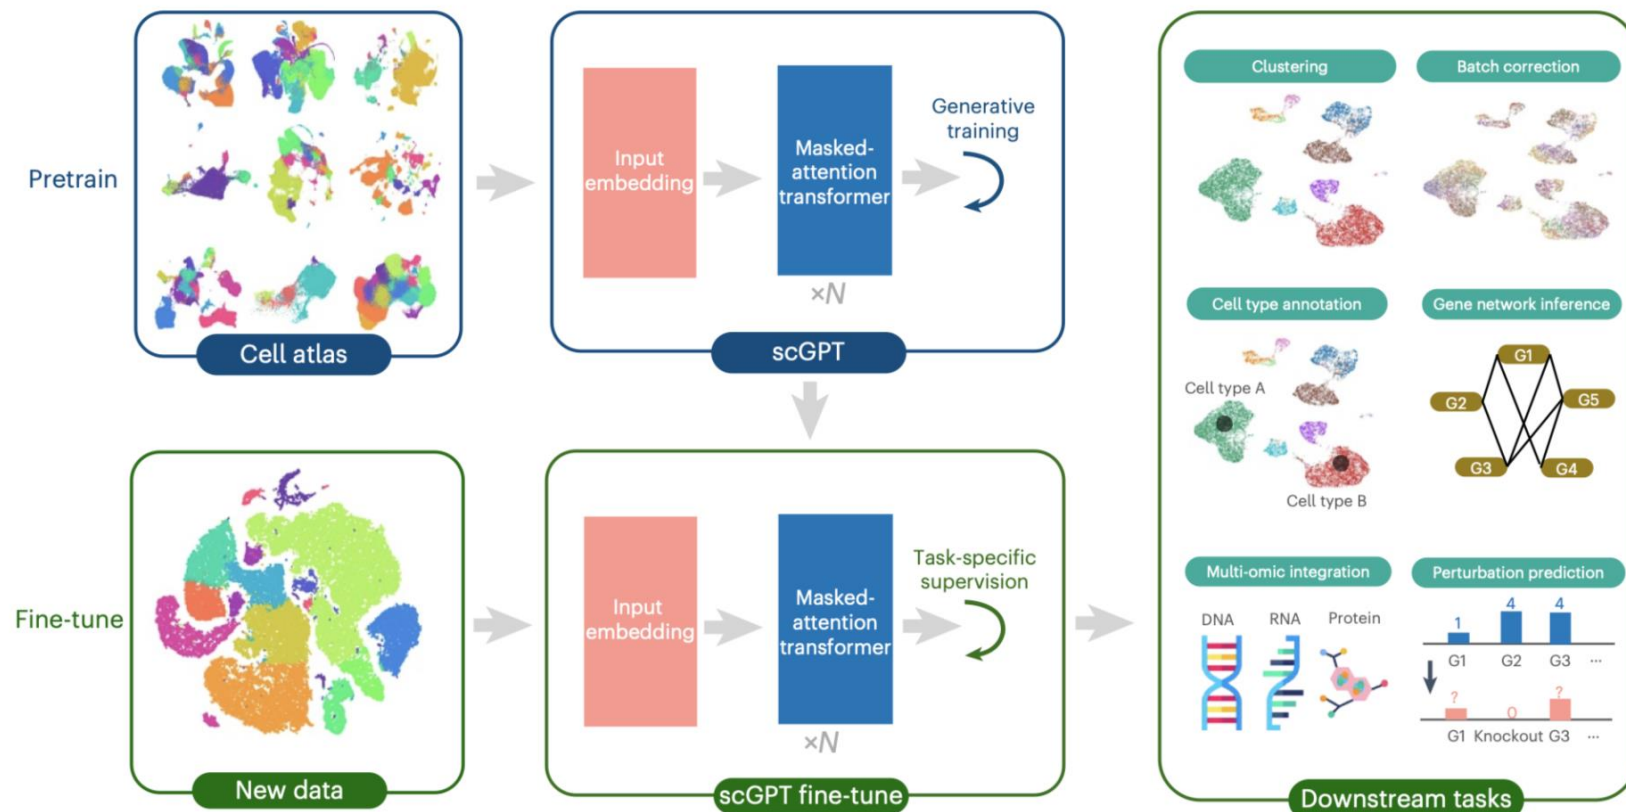 Pretrain
Cell atlas
Input
embedding
Masked-
attention
transformer
×N
Generative
training
scGPT
Fine-tune
New data
Input
embedding
Masked-
attention
transformer
×N
Task-specific
supervision
scGPT fine-tune
Clustering
Batch correction
Cell type annotation
Cell type A
Cell type B
Gene network inference
G1
G2
G5
G3
G4
Multi-omic integration
DNA RNA Protein
Perturbation prediction
1 4 4
G1 G2 G3 ...
? 0 ?
G1 Knockout G3 ...
Downstream tasks